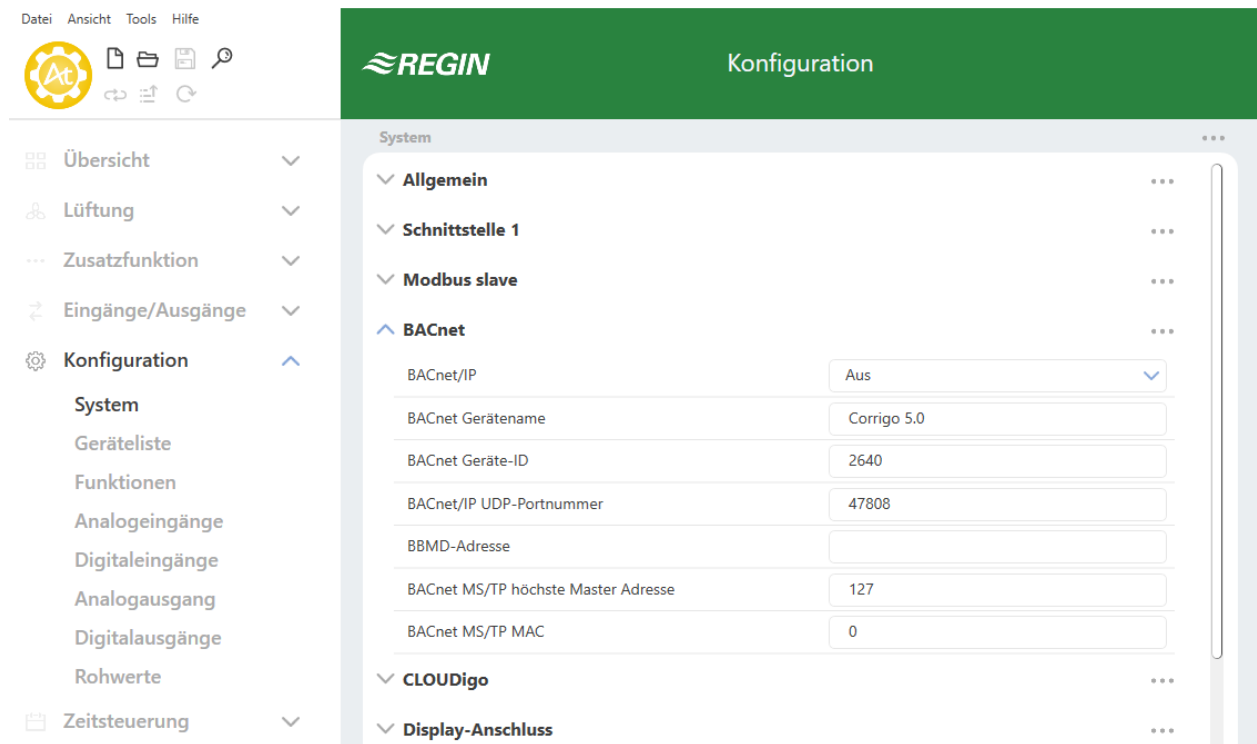 Datei Ansicht Tools Hilfe
At
REGIN
Konfiguration
Übersicht
Lüftung
Zusatzfunktion
Eingänge/Ausgänge
Konfiguration
System
Geräteliste
Funktionen
Analogeingänge
Digitaleingänge
Analogausgang
Digitalausgänge
Rohwerte
Zeitsteuerung
System
Allgemein
Schnittstelle 1
Modbus slave
BACnet
BACnet/IP Aus
BACnet Gerätename Corrigo 5.0
BACnet Geräte-ID 2640
BACnet/IP UDP-Portnummer 47808
BBMD-Adresse
BACnet MS/TP höchste Master Adresse 127
BACnet MS/TP MAC 0
CLOUDigo
Display-Anschluss